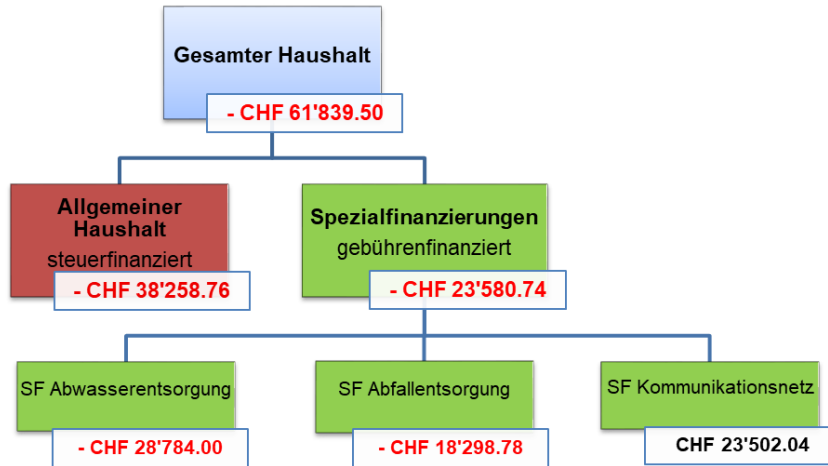 Gesamter Haushalt
- CHF 61'839.50
Allgemeiner
Haushalt
steuerfinanziert
- CHF 38'258.76
Spezialfinanzierungen
gebührenfinanziert
- CHF 23'580.74
SF Abwasserentsorgung
- CHF 28'784.00
SF Abfallentsorgung
- CHF 18'298.78
SF Kommunikationsnetz
CHF 23'502.04